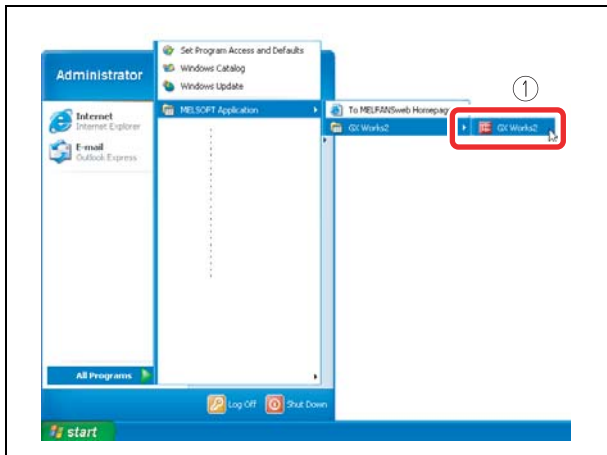 Administrator
Set Program Access and Defaults
Windows Catalog
Windows Update
MELSOFT Application
To MELFANSweb Homepage
GX Works2
①
GX Works2
Internet
Internet Explorer
E-mail
Outlook Express
All Programs
Log Off
Shut Down
start